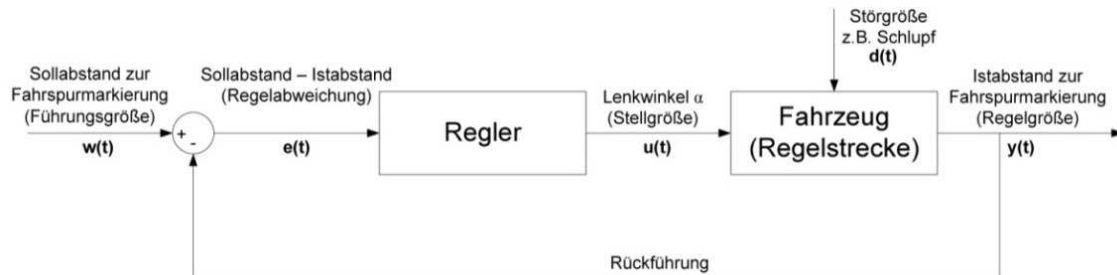 Störgröße
z.B. Schlupf
d(t)
Sollabstand zur
Fahrspurmarkierung
(Führungsgröße)
w(t)
+
-
Sollabstand – Istabstand
(Regelabweichung)
e(t)
Regler
Lenkwinkel α
(Stellgröße)
u(t)
Fahrzeug
(Regelstrecke)
Istabstand zur
Fahrspurmarkierung
(Regelgröße)
y(t)
Rückführung